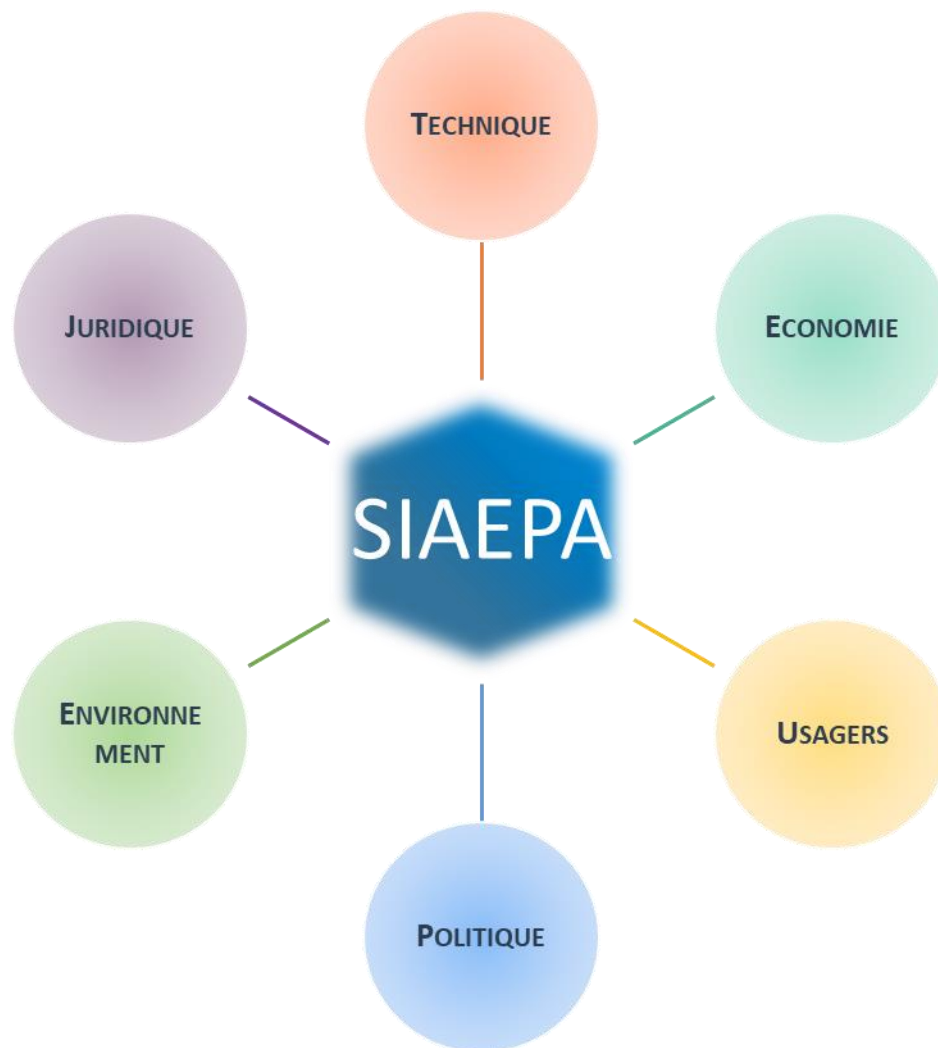 TECHNIQUE
JURIDIQUE
ECONOMIE
SIAEPA
ENVIRONNE
MENT
USAGERS
POLITIQUE